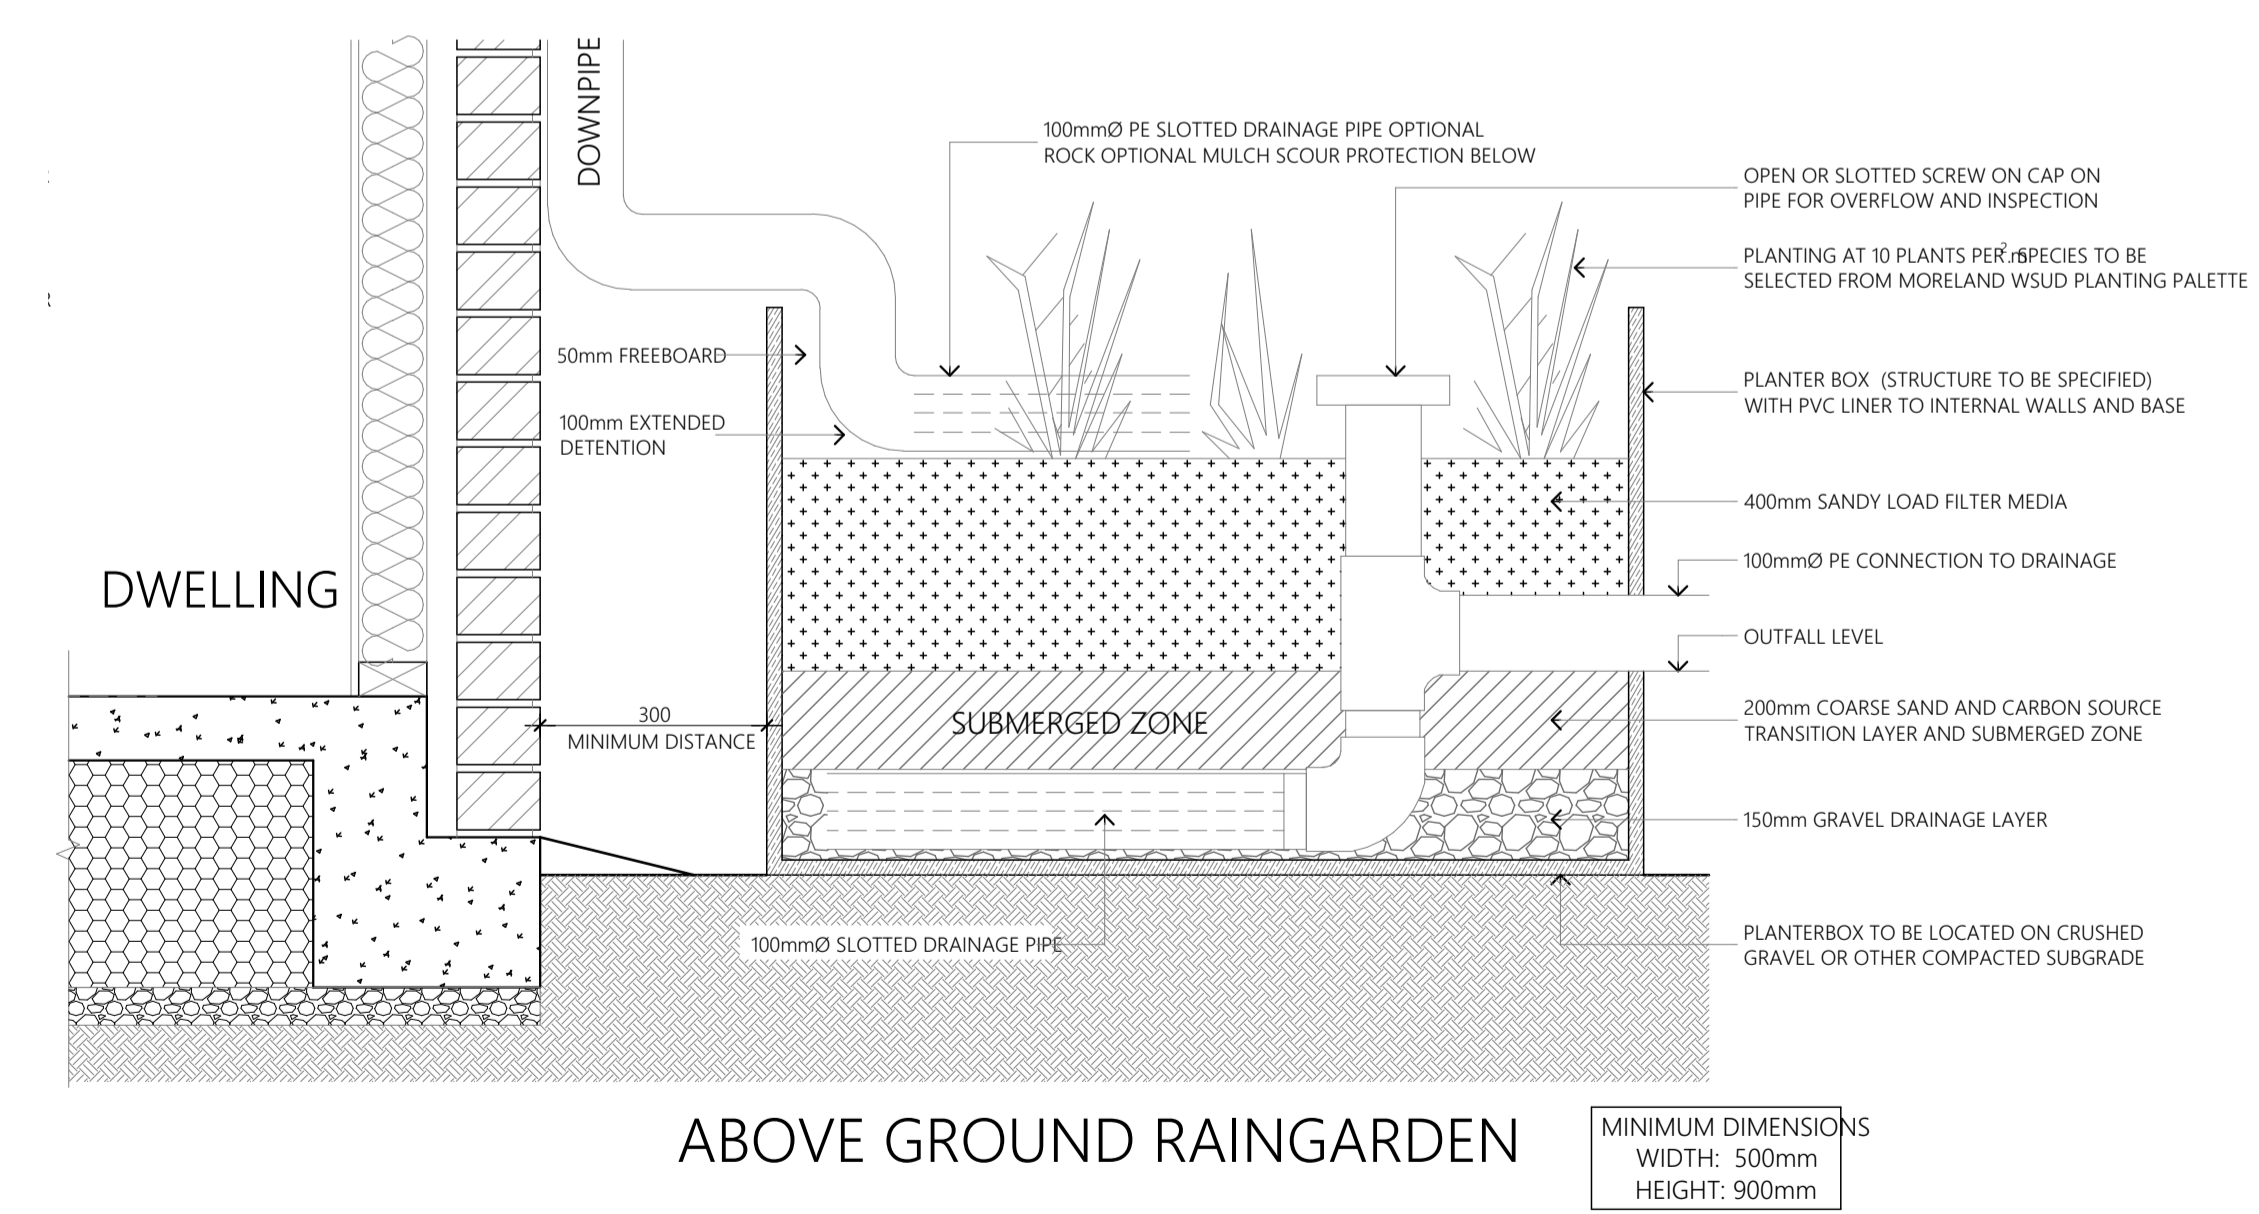 DOWNPIPE
100mmØ PE SLOTTED DRAINAGE PIPE OPTIONAL
ROCK OPTIONAL MULCH SCOUR PROTECTION BELOW
OPEN OR SLOTTED SCREW ON CAP ON
PIPE FOR OVERFLOW AND INSPECTION
PLANTING AT 10 PLANTS PER m². SPECIES TO BE
SELECTED FROM MORELAND WSUD PLANTING PALETTE
50mm FREEBOARD
100mm EXTENDED
DETENTION
PLANTER BOX (STRUCTURE TO BE SPECIFIED)
WITH PVC LINER TO INTERNAL WALLS AND BASE
400mm SANDY LOAD FILTER MEDIA
100mmØ PE CONNECTION TO DRAINAGE
DWELLING
OUTFALL LEVEL
300
MINIMUM DISTANCE
SUBMERGED ZONE
200mm COARSE SAND AND CARBON SOURCE
TRANSITION LAYER AND SUBMERGED ZONE
150mm GRAVEL DRAINAGE LAYER
100mmØ SLOTTED DRAINAGE PIPE
PLANTERBOX TO BE LOCATED ON CRUSHED
GRAVEL OR OTHER COMPACTED SUBGRADE
ABOVE GROUND RAINGARDEN
MINIMUM DIMENSIONS
WIDTH: 500mm
HEIGHT: 900mm